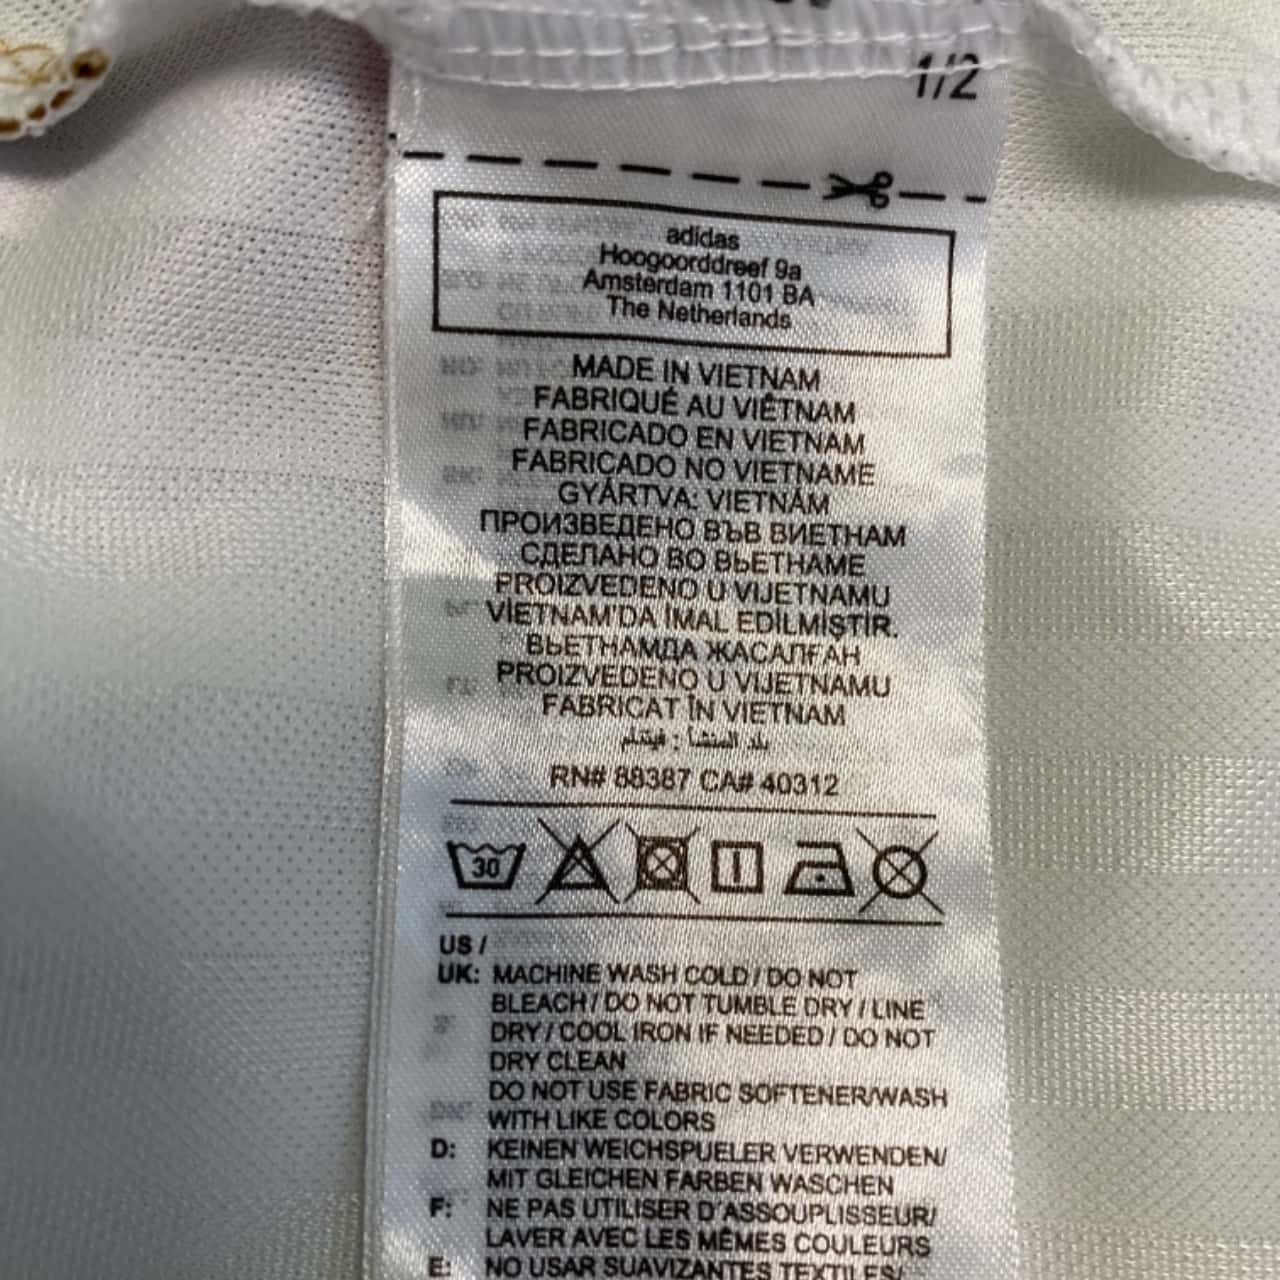 1/2
adidas
Hoogoorddreef 9a
Amsterdam 1101 BA
The Netherlands
MADE IN VIETNAM
FABRIQUÉ AU VIÊTNAM
FABRICADO EN VIETNAM
FABRICADO NO VIETNAME
GYÁRTVA: VIETNÁM
ПРОИЗВЕДЕНО ВЪВ ВИЕТНАМ
СДЕЛАНО ВО ВЬЕТНАМЕ
PROIZVEDENO U VIJETNAMU
VİETNAM'DA İMAL EDİLMİŞTİR.
ВЬЕТНАМДА ЖАСАЛҒАН
PROIZVEDENO U VIJETNAMU
FABRICAT ÎN VIETNAM
بلد المنشأ : فيتنام
RN# 88387 CA# 40312
30
US /
UK: MACHINE WASH COLD / DO NOT
BLEACH / DO NOT TUMBLE DRY / LINE
DRY / COOL IRON IF NEEDED / DO NOT
DRY CLEAN
DO NOT USE FABRIC SOFTENER/WASH
WITH LIKE COLORS
D: KEINEN WEICHSPUELER VERWENDEN/
MIT GLEICHEN FARBEN WASCHEN
F: NE PAS UTILISER D'ASSOUPLISSEUR/
LAVER AVEC LES MÊMES COULEURS
E: NO USAR SUAVIZANTES TEXTILES/